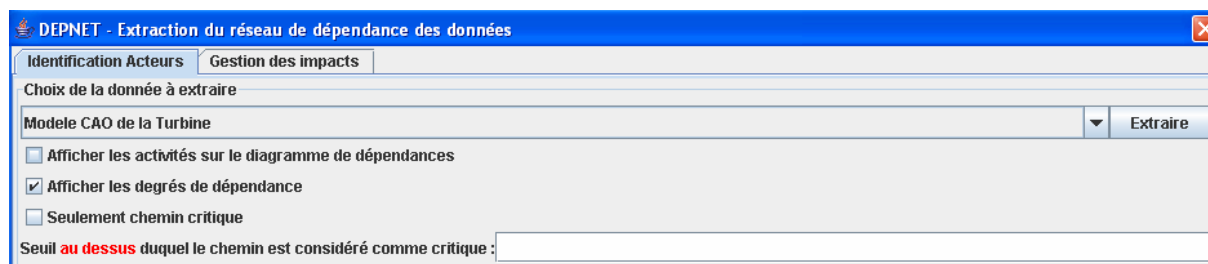 DEPNET - Extraction du réseau de dépendance des données
Identification Acteurs Gestion des impacts
Choix de la donnée à extraire
Modele CAO de la Turbine Extraire
Afficher les activités sur le diagramme de dépendances
Afficher les degrés de dépendance
Seulement chemin critique
Seuil au dessus duquel le chemin est considéré comme critique :